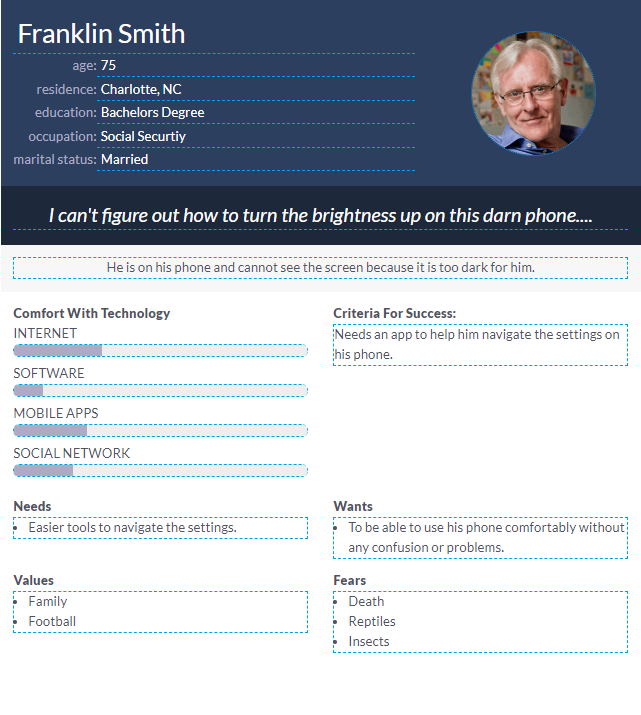 Franklin Smith
age: 75
residence: Charlotte, NC
education: Bachelors Degree
occupation: Social Securtiy
marital status: Married
I can't figure out how to turn the brightness up on this darn phone....
He is on his phone and cannot see the screen because it is too dark for him.
Comfort With Technology
INTERNET
SOFTWARE
MOBILE APPS
SOCIAL NETWORK
Criteria For Success:
Needs an app to help him navigate the settings on
his phone.
Needs
• Easier tools to navigate the settings.
Wants
• To be able to use his phone comfortably without
any confusion or problems.
Values
• Family
• Football
Fears
• Death
• Reptiles
• Insects